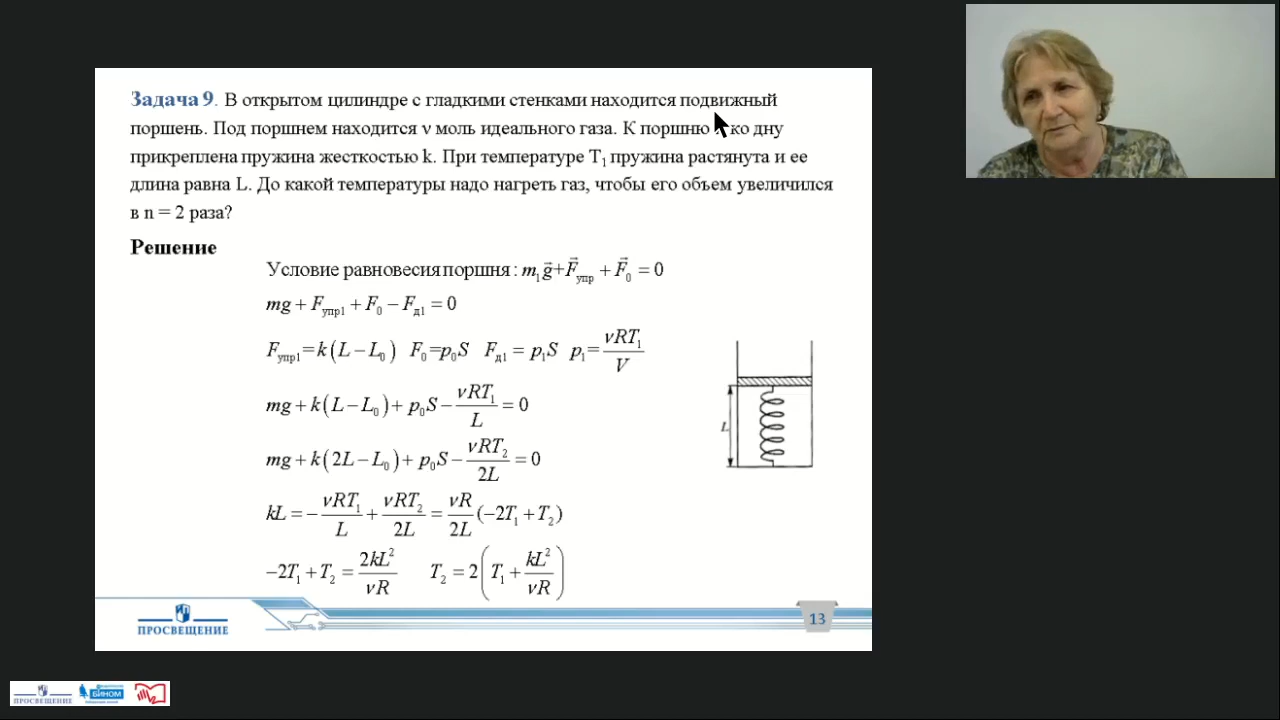 Задача 9. В открытом цилиндре с гладкими стенками находится подвижный
поршень. Под поршнем находится ν моль идеального газа. К поршню ко дну
прикреплена пружина жесткостью k. При температуре T₁ пружина растянута и ее
длина равна L. До какой температуры надо нагреть газ, чтобы его объем увеличился
в n = 2 раза?
Решение
Условие равновесия поршня : m₁g⃗+F⃗упр + F⃗₀ = 0
mg + Fупр1 + F₀ − Fд1 = 0
Fупр1=k(L−L₀) F₀=p₀S Fд1 = p₁S p₁=νRT₁/V
mg + k(L−L₀)+ p₀S−νRT₁/L=0
mg + k(2L−L₀)+ p₀S−νRT₂/2L=0
kL =−νRT₁/L+νRT₂/2L=νR/2L(−2T₁+T₂)
−2T₁+T₂ =2kL²/νR T₂ =2(T₁+kL²/νR)
L
ПРОСВЕЩЕНИЕ
13
ПРОСВЕЩЕНИЕ
БИНОМ